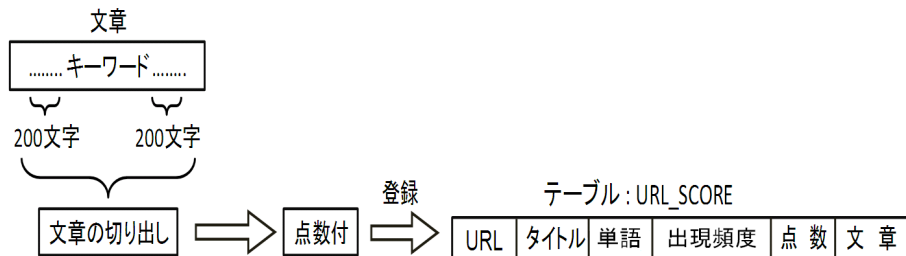 文章
........ キーワード ........
200文字 200文字
文章の切り出し
点数付
登録
テーブル : URL_SCORE
URL タイトル 単語 出現頻度 点 数 文 章